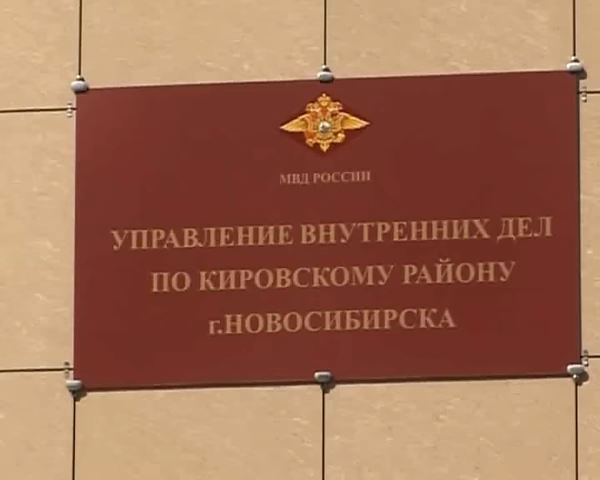 МВД РОССИИ
УПРАВЛЕНИЕ ВНУТРЕННИХ ДЕЛ
ПО КИРОВСКОМУ РАЙОНУ
г.НОВОСИБИРСКА